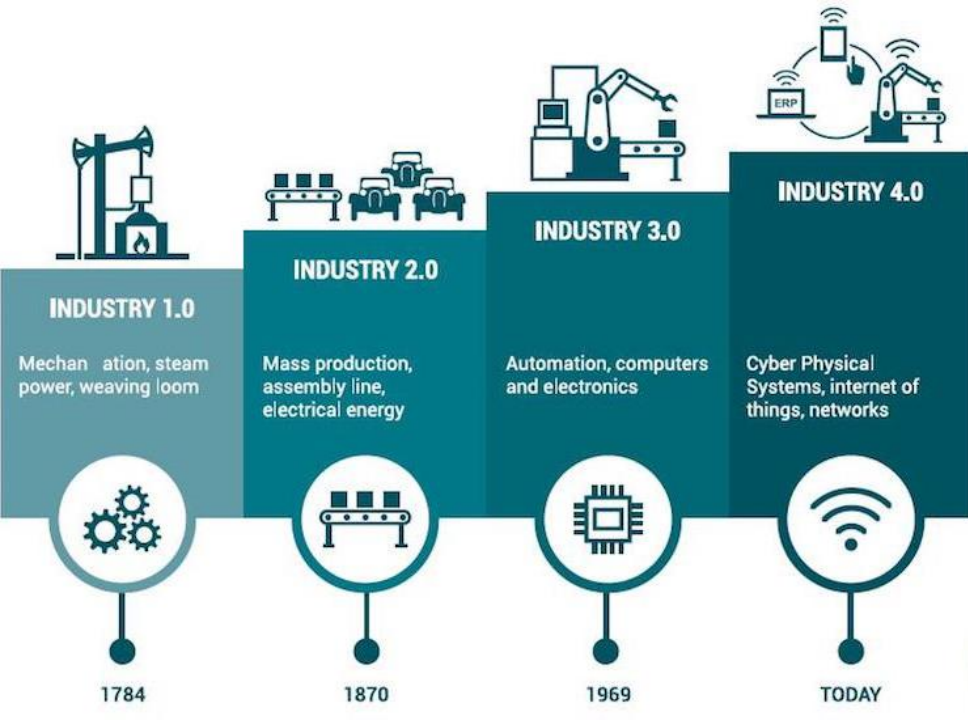 ERP
INDUSTRY 1.0
Mechan ation, steam
power, weaving loom
1784
INDUSTRY 2.0
Mass production,
assembly line,
electrical energy
1870
INDUSTRY 3.0
Automation, computers
and electronics
1969
INDUSTRY 4.0
Cyber Physical
Systems, internet of
things, networks
TODAY